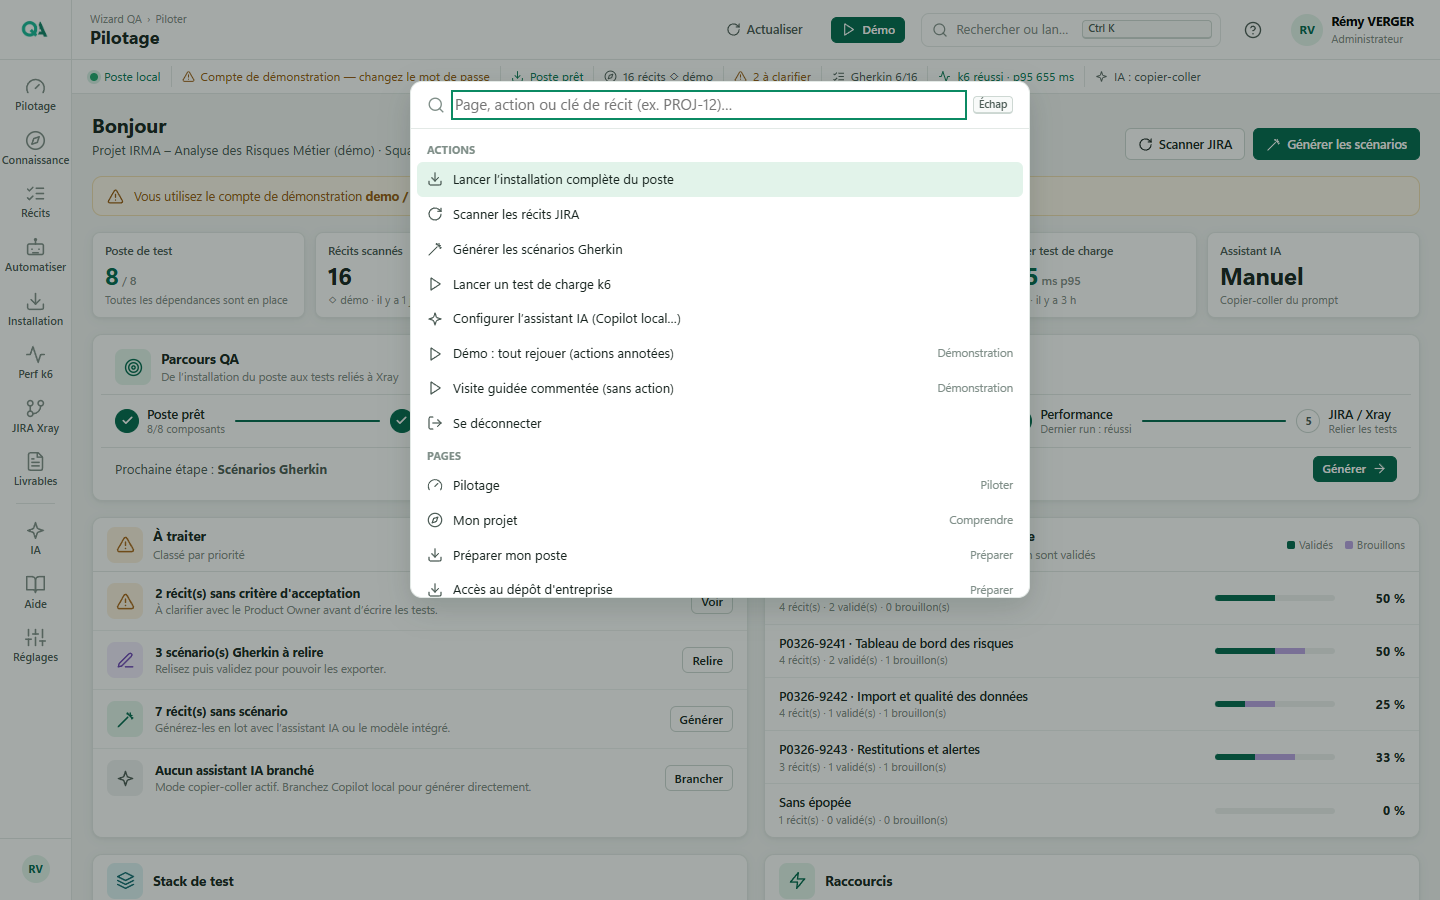 QA
Wizard QA › Piloter
Pilotage
Actualiser
Démo
Rechercher ou lan...
Ctrl K
RV
Rémy VERGER
Administrateur
Poste local
Compte de démonstration — changez le mot de passe
Poste prêt
16 récits ◇ démo
2 à clarifier
Gherkin 6/16
k6 réussi · p95 655 ms
IA : copier-coller
Pilotage
Connaissance
Récits
Automatiser
Installation
Perf k6
JIRA Xray
Livrables
IA
Aide
Réglages
RV
Bonjour
Projet IRMA – Analyse des Risques Métier (démo) · Squa
Scanner JIRA
Générer les scénarios
Vous utilisez le compte de démonstration demo /
Poste de test
8 / 8
Toutes les dépendances sont en place
Récits scannés
16
◇ démo · il y a 1
er test de charge
5 ms p95
· il y a 3 h
Assistant IA
Manuel
Copier-coller du prompt
Parcours QA
De l'installation du poste aux tests reliés à Xray
Poste prêt
8/8 composants
Performance
Dernier run : réussi
5
JIRA / Xray
Relier les tests
Prochaine étape : Scénarios Gherkin
Générer
Page, action ou clé de récit (ex. PROJ-12)...
Échap
ACTIONS
Lancer l'installation complète du poste
Scanner les récits JIRA
Générer les scénarios Gherkin
Lancer un test de charge k6
Configurer l'assistant IA (Copilot local...)
Démo : tout rejouer (actions annotées)
Démonstration
Visite guidée commentée (sans action)
Démonstration
Se déconnecter
PAGES
Pilotage
Piloter
Mon projet
Comprendre
Préparer mon poste
Préparer
Accès au dépôt d'entreprise
Préparer
À traiter
Classé par priorité
2 récit(s) sans critère d'acceptation
À clarifier avec le Product Owner avant d'écrire les tests.
Voir
3 scénario(s) Gherkin à relire
Relisez puis validez pour pouvoir les exporter.
Relire
7 récit(s) sans scénario
Générez-les en lot avec l'assistant IA ou le modèle intégré.
Générer
Aucun assistant IA branché
Mode copier-coller actif. Branchez Copilot local pour générer directement.
Brancher
sont validés
Validés
Brouillons
4 récit(s) · 2 validé(s) · 0 brouillon(s)
50 %
P0326-9241 · Tableau de bord des risques
4 récit(s) · 2 validé(s) · 1 brouillon(s)
50 %
P0326-9242 · Import et qualité des données
4 récit(s) · 1 validé(s) · 1 brouillon(s)
25 %
P0326-9243 · Restitutions et alertes
3 récit(s) · 1 validé(s) · 1 brouillon(s)
33 %
Sans épopée
1 récit(s) · 0 validé(s) · 0 brouillon(s)
0 %
Stack de test
Raccourcis